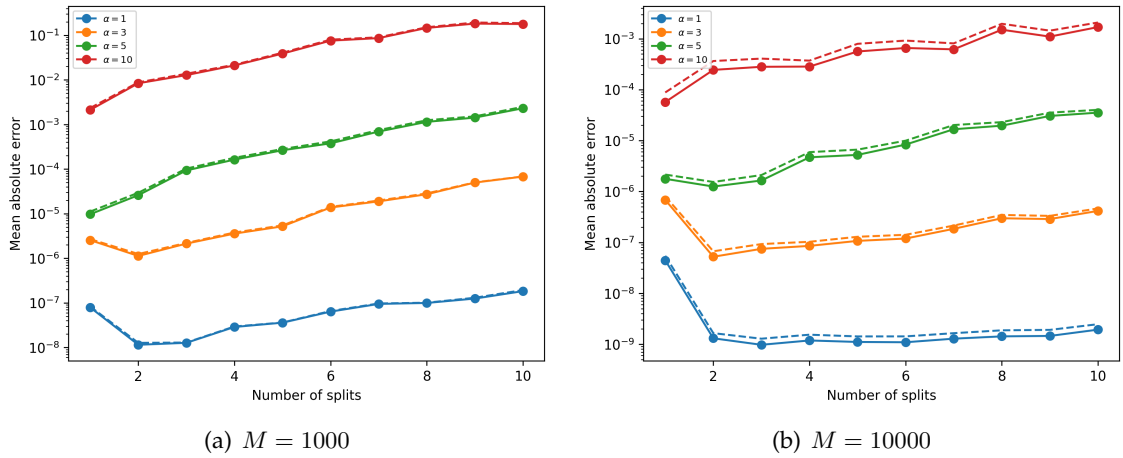 Mean absolute error
10⁻¹
10⁻²
10⁻³
10⁻⁴
10⁻⁵
10⁻⁶
10⁻⁷
10⁻⁸
α = 1
α = 3
α = 5
α = 10
2 4 6 8 10
Number of splits
(a) M = 1000
Mean absolute error
10⁻³
10⁻⁴
10⁻⁵
10⁻⁶
10⁻⁷
10⁻⁸
10⁻⁹
α = 1
α = 3
α = 5
α = 10
2 4 6 8 10
Number of splits
(b) M = 10000